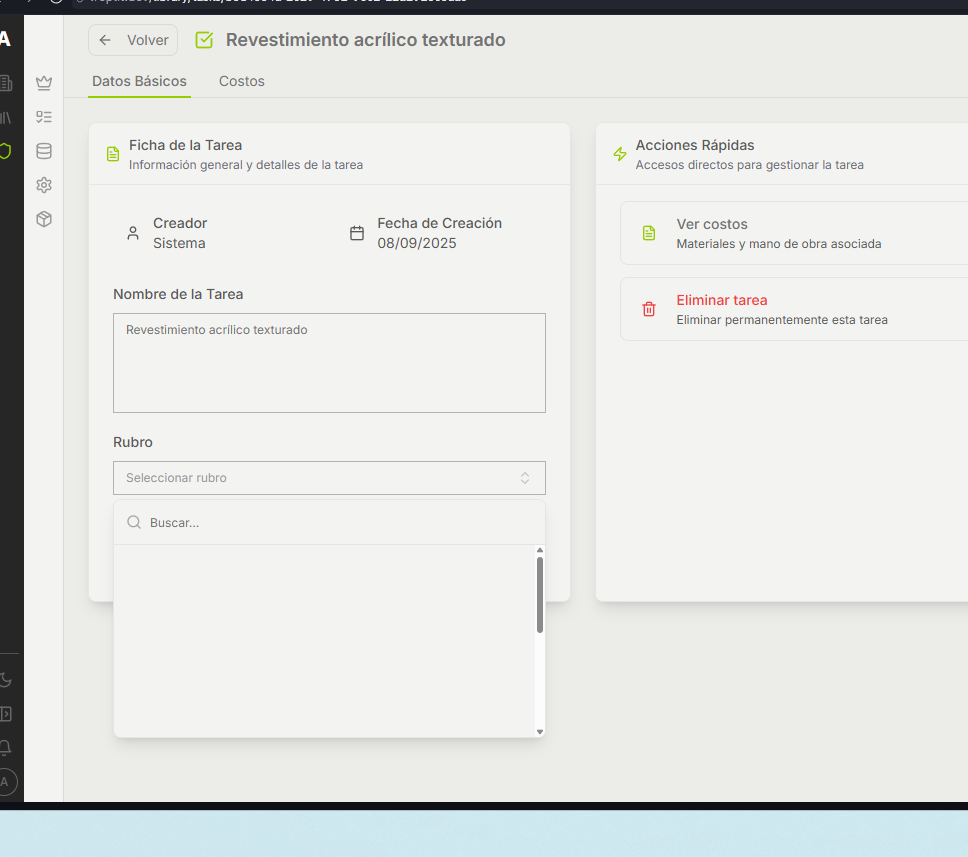 A
Volver
Revestimiento acrílico texturado
Datos Básicos
Costos
Ficha de la Tarea
Información general y detalles de la tarea
Creador
Sistema
Fecha de Creación
08/09/2025
Nombre de la Tarea
Revestimiento acrílico texturado
Rubro
Seleccionar rubro
Buscar...
Acciones Rápidas
Accesos directos para gestionar la tarea
Ver costos
Materiales y mano de obra asociada
Eliminar tarea
Eliminar permanentemente esta tarea
A